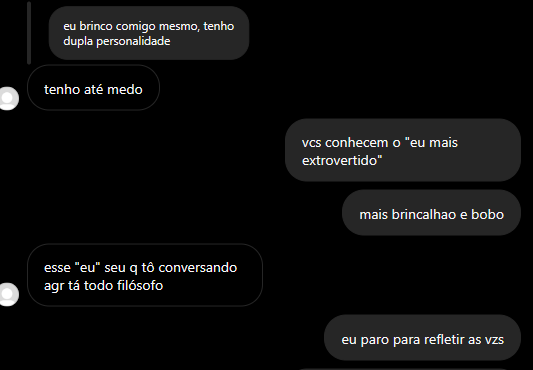 eu brinco comigo mesmo, tenho
dupla personalidade
tenho até medo
vcs conhecem o "eu mais
extrovertido"
mais brincalhao e bobo
esse "eu" seu q tô conversando
agr tá todo filósofo
eu paro para refletir as vzs